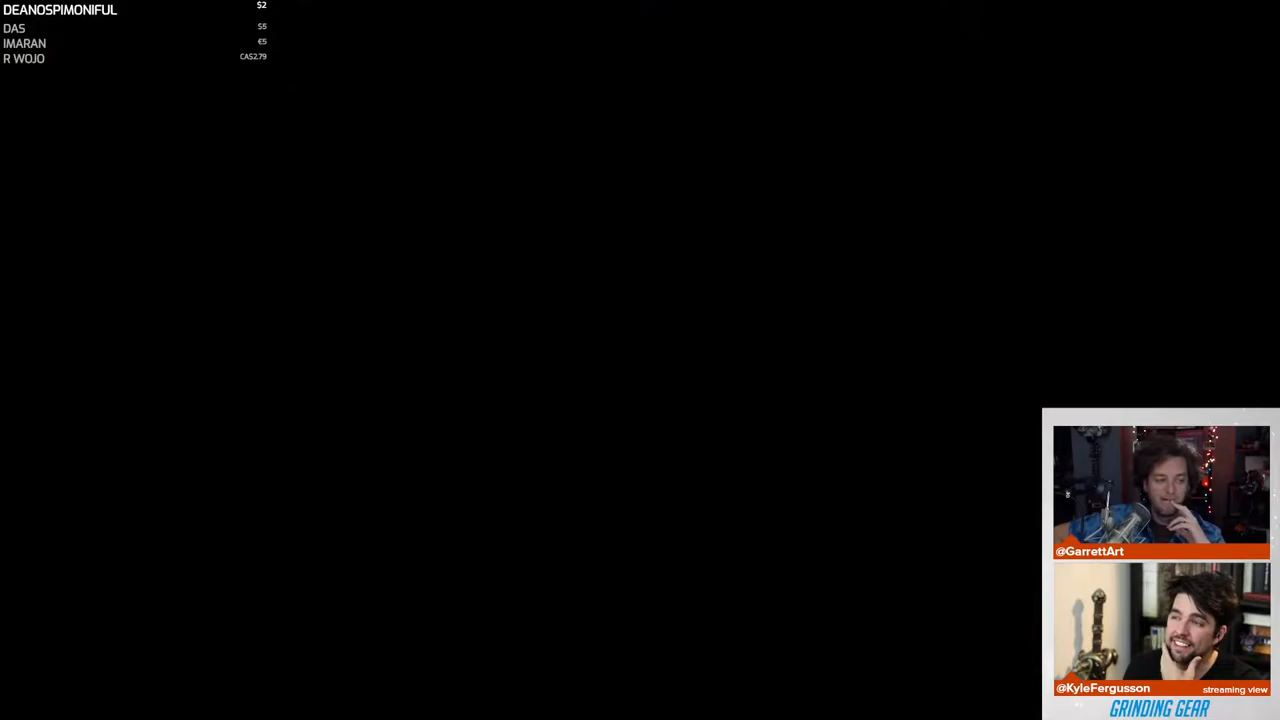 DEANOSPIMONIFUL $2
DAS $5
IMARAN €5
R WOJO CA$2.79
@GarrettArt
@KyleFergusson streaming view
GRINDING GEAR